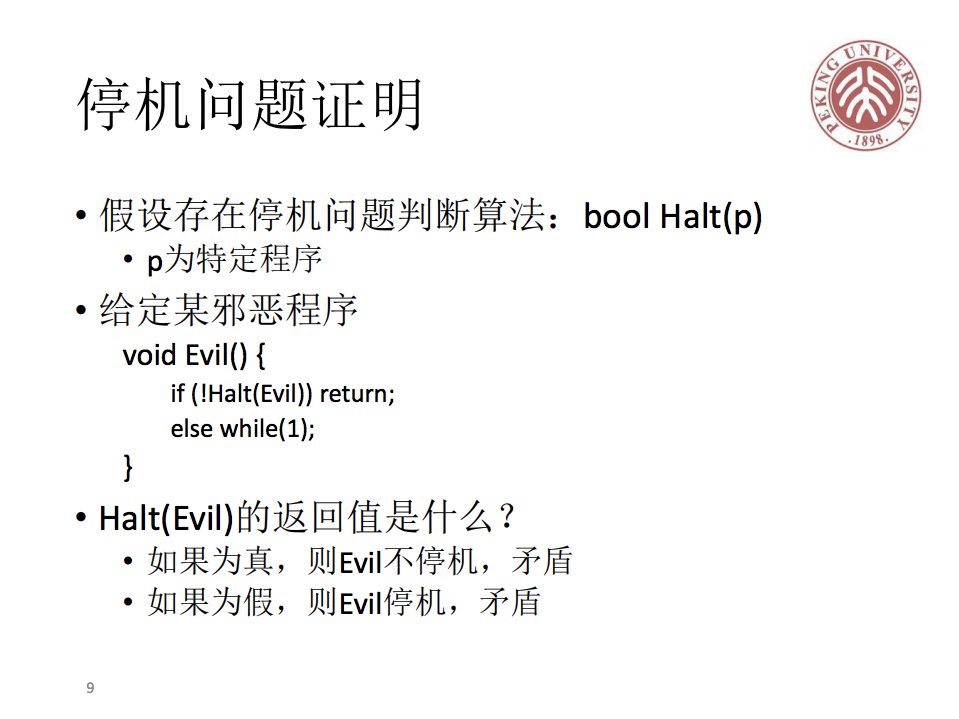 停机问题证明
PEKING UNIVERSITY
·1898·
• 假设存在停机问题判断算法：bool Halt(p)
• p为特定程序
• 给定某邪恶程序
void Evil() {
if (!Halt(Evil)) return;
else while(1);
}
• Halt(Evil)的返回值是什么？
• 如果为真，则Evil不停机，矛盾
• 如果为假，则Evil停机，矛盾
9